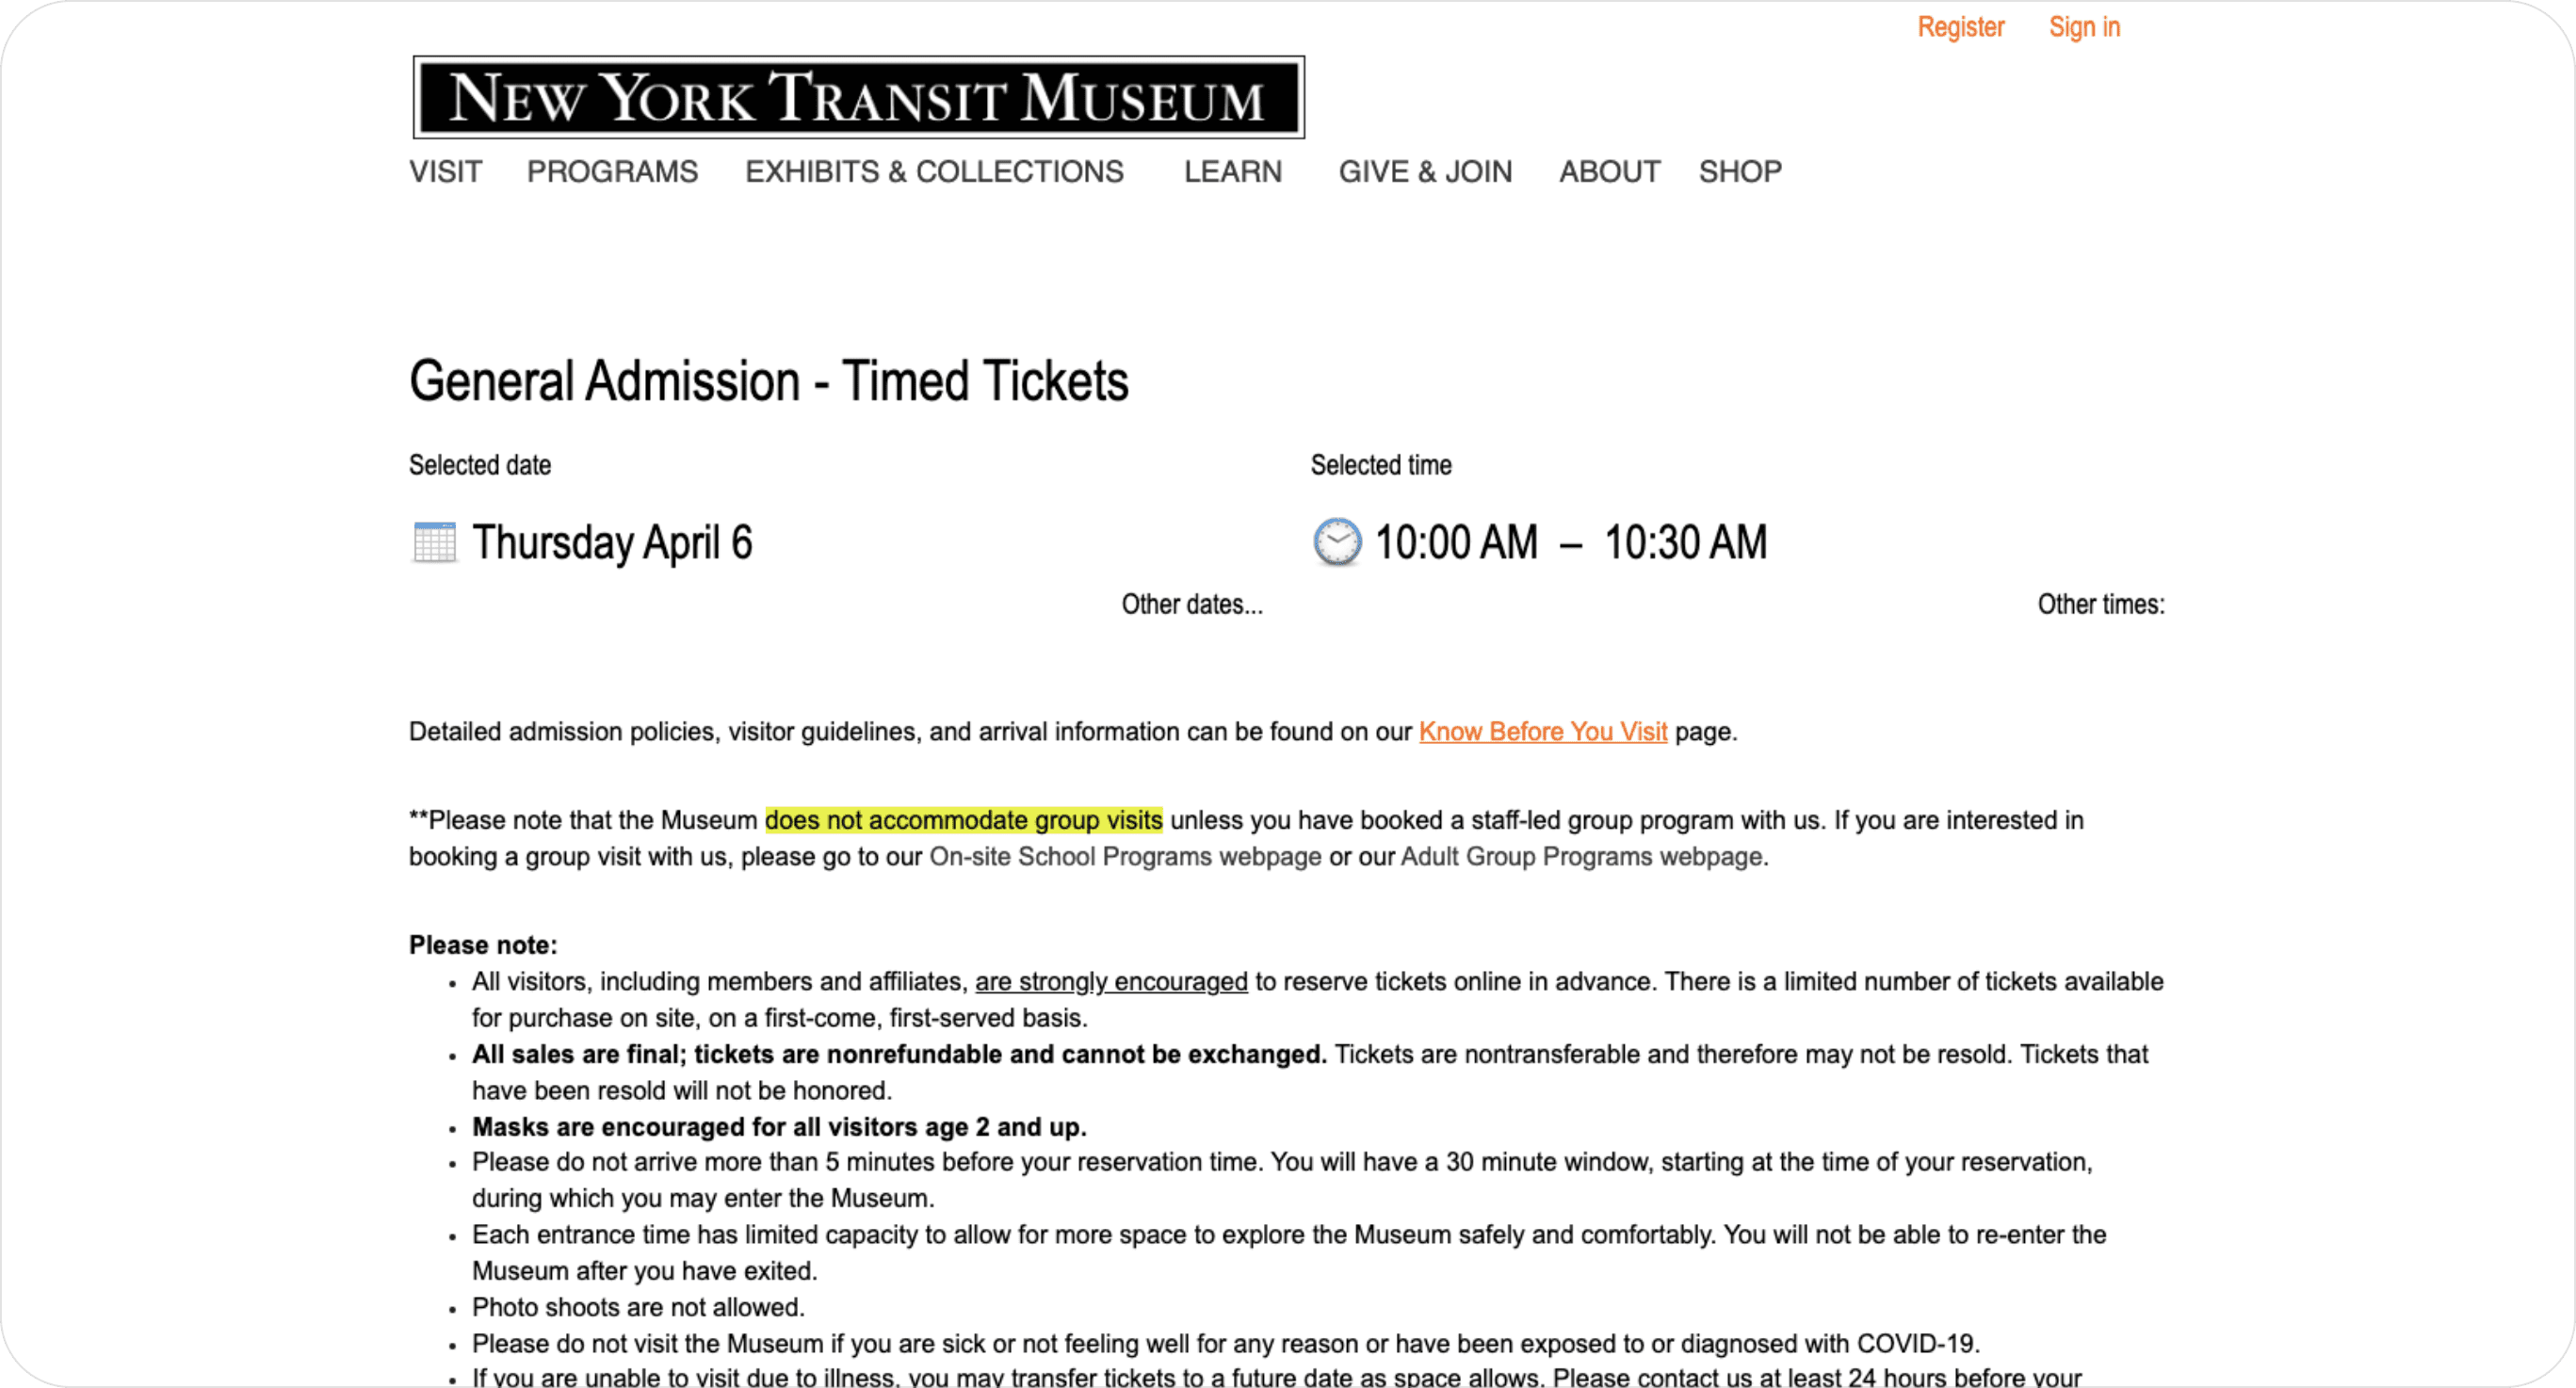 Register Sign in
NEW YORK TRANSIT MUSEUM
VISIT PROGRAMS EXHIBITS & COLLECTIONS LEARN GIVE & JOIN ABOUT SHOP
General Admission - Timed Tickets
Selected date
Selected time
Thursday April 6
10:00 AM – 10:30 AM
Other dates...
Other times:
Detailed admission policies, visitor guidelines, and arrival information can be found on our Know Before You Visit page.
**Please note that the Museum does not accommodate group visits unless you have booked a staff-led group program with us. If you are interested in
booking a group visit with us, please go to our On-site School Programs webpage or our Adult Group Programs webpage.
Please note:
• All visitors, including members and affiliates, are strongly encouraged to reserve tickets online in advance. There is a limited number of tickets available
for purchase on site, on a first-come, first-served basis.
• All sales are final; tickets are nonrefundable and cannot be exchanged. Tickets are nontransferable and therefore may not be resold. Tickets that
have been resold will not be honored.
• Masks are encouraged for all visitors age 2 and up.
• Please do not arrive more than 5 minutes before your reservation time. You will have a 30 minute window, starting at the time of your reservation,
during which you may enter the Museum.
• Each entrance time has limited capacity to allow for more space to explore the Museum safely and comfortably. You will not be able to re-enter the
Museum after you have exited.
• Photo shoots are not allowed.
• Please do not visit the Museum if you are sick or not feeling well for any reason or have been exposed to or diagnosed with COVID-19.
• If you are unable to visit due to illness, you may transfer tickets to a future date as space allows. Please contact us at least 24 hours before your